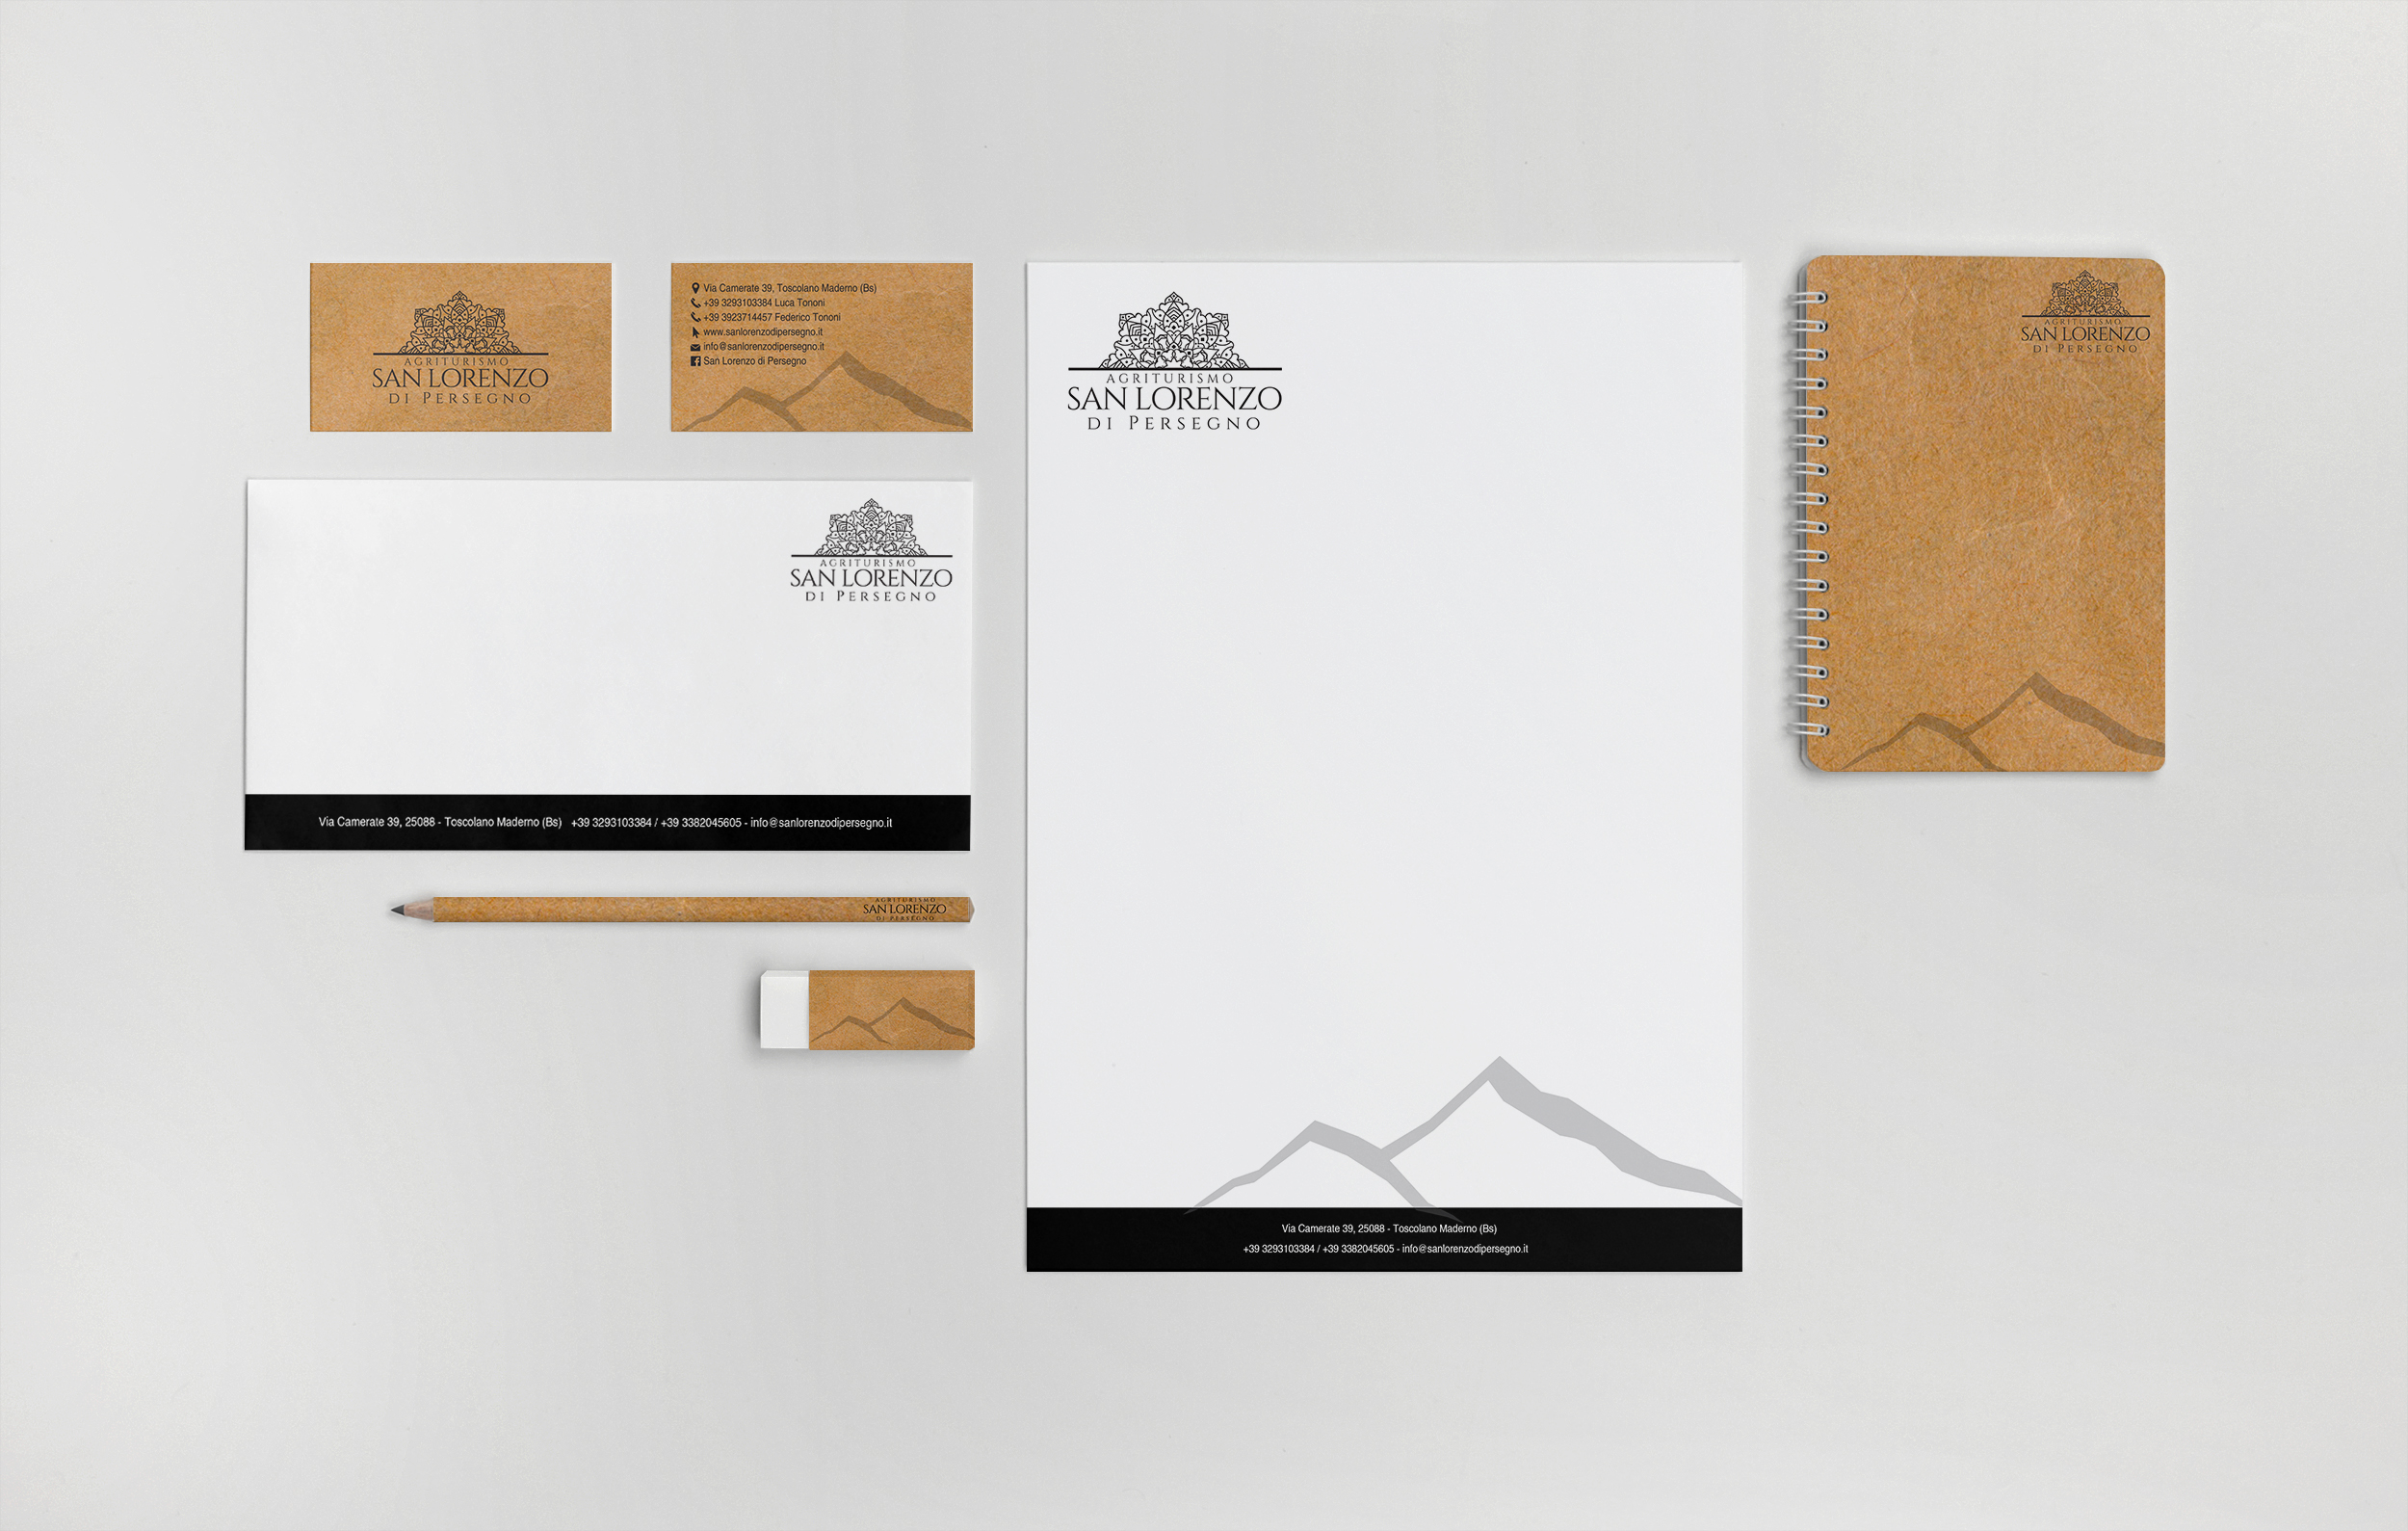 AGRITURISMO
SAN LORENZO
DI PERSEGNO
Via Camerate 39, Toscolano Maderno (Bs)
+39 3293103384 Luca Tononi
+39 3923714457 Federico Tononi
www.sanlorenzodipersegno.it
info@sanlorenzodipersegno.it
San Lorenzo di Persegno
AGRITURISMO
SAN LORENZO
DI PERSEGNO
Via Camerate 39, 25088 - Toscolano Maderno (Bs) +39 3293103384 / +39 3382045605 - info@sanlorenzodipersegno.it
AGRITURISMO
SAN LORENZO
DI PERSEGNO
AGRITURISMO
SAN LORENZO
DI PERSEGNO
Via Camerate 39, 25088 - Toscolano Maderno (Bs)
+39 3293103384 / +39 3382045605 - info@sanlorenzodipersegno.it
AGRITURISMO
SAN LORENZO
DI PERSEGNO